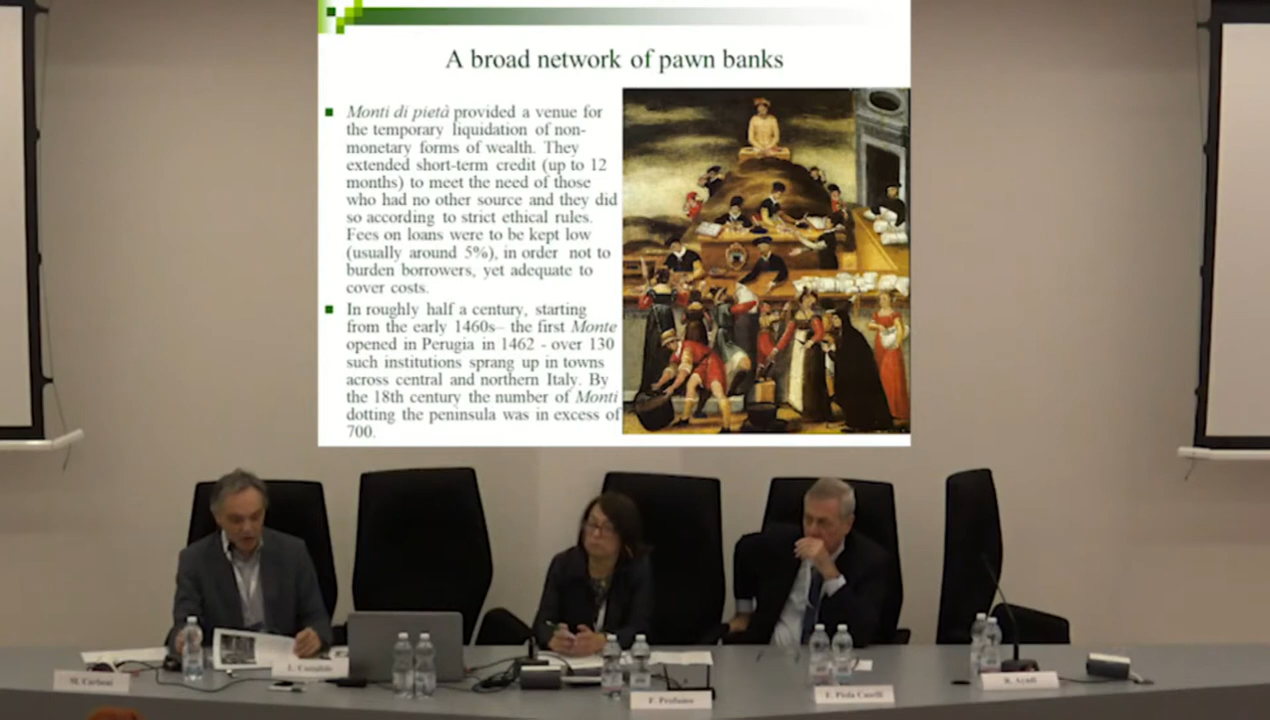 A broad network of pawn banks
Monti di pietà provided a venue for
the temporary liquidation of non-
monetary forms of wealth. They
extended short-term credit (up to 12
months) to meet the need of those
who had no other source and they did
so according to strict ethical rules.
Fees on loans were to be kept low
(usually around 5%), in order not to
burden borrowers, yet adequate to
cover costs.
In roughly half a century, starting
from the early 1460s– the first Monte
opened in Perugia in 1462 - over 130
such institutions sprang up in towns
across central and northern Italy. By
the 18th century the number of Monti
dotting the peninsula was in excess of
700.